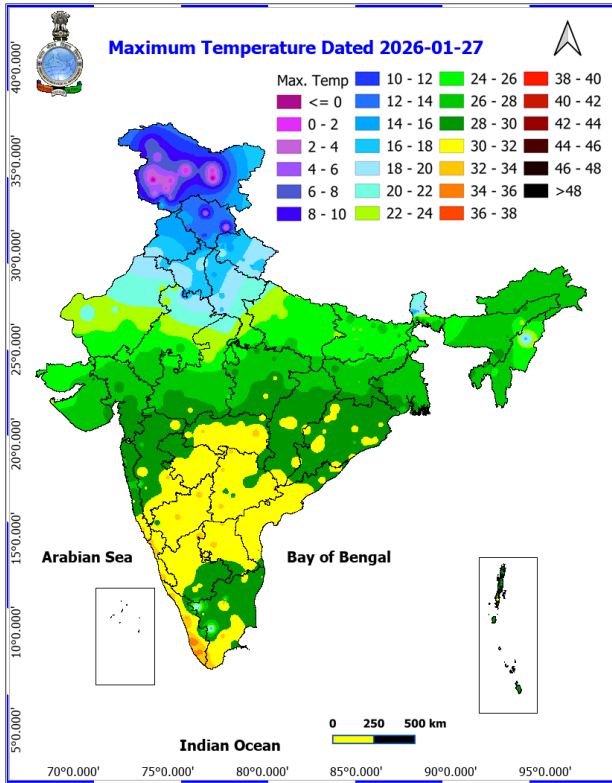 Maximum Temperature Dated 2026-01-27
Max. Temp
<= 0
0 - 2
2 - 4
4 - 6
6 - 8
8 - 10
10 - 12
12 - 14
14 - 16
16 - 18
18 - 20
20 - 22
22 - 24
24 - 26
26 - 28
28 - 30
30 - 32
32 - 34
34 - 36
36 - 38
38 - 40
40 - 42
42 - 44
44 - 46
46 - 48
>48
40°0.000'
35°0.000'
30°0.000'
25°0.000'
20°0.000'
15°0.000'
10°0.000'
5°0.000'
Arabian Sea
Bay of Bengal
0 250 500 km
Indian Ocean
70°0.000' 75°0.000' 80°0.000' 85°0.000' 90°0.000' 95°0.000'